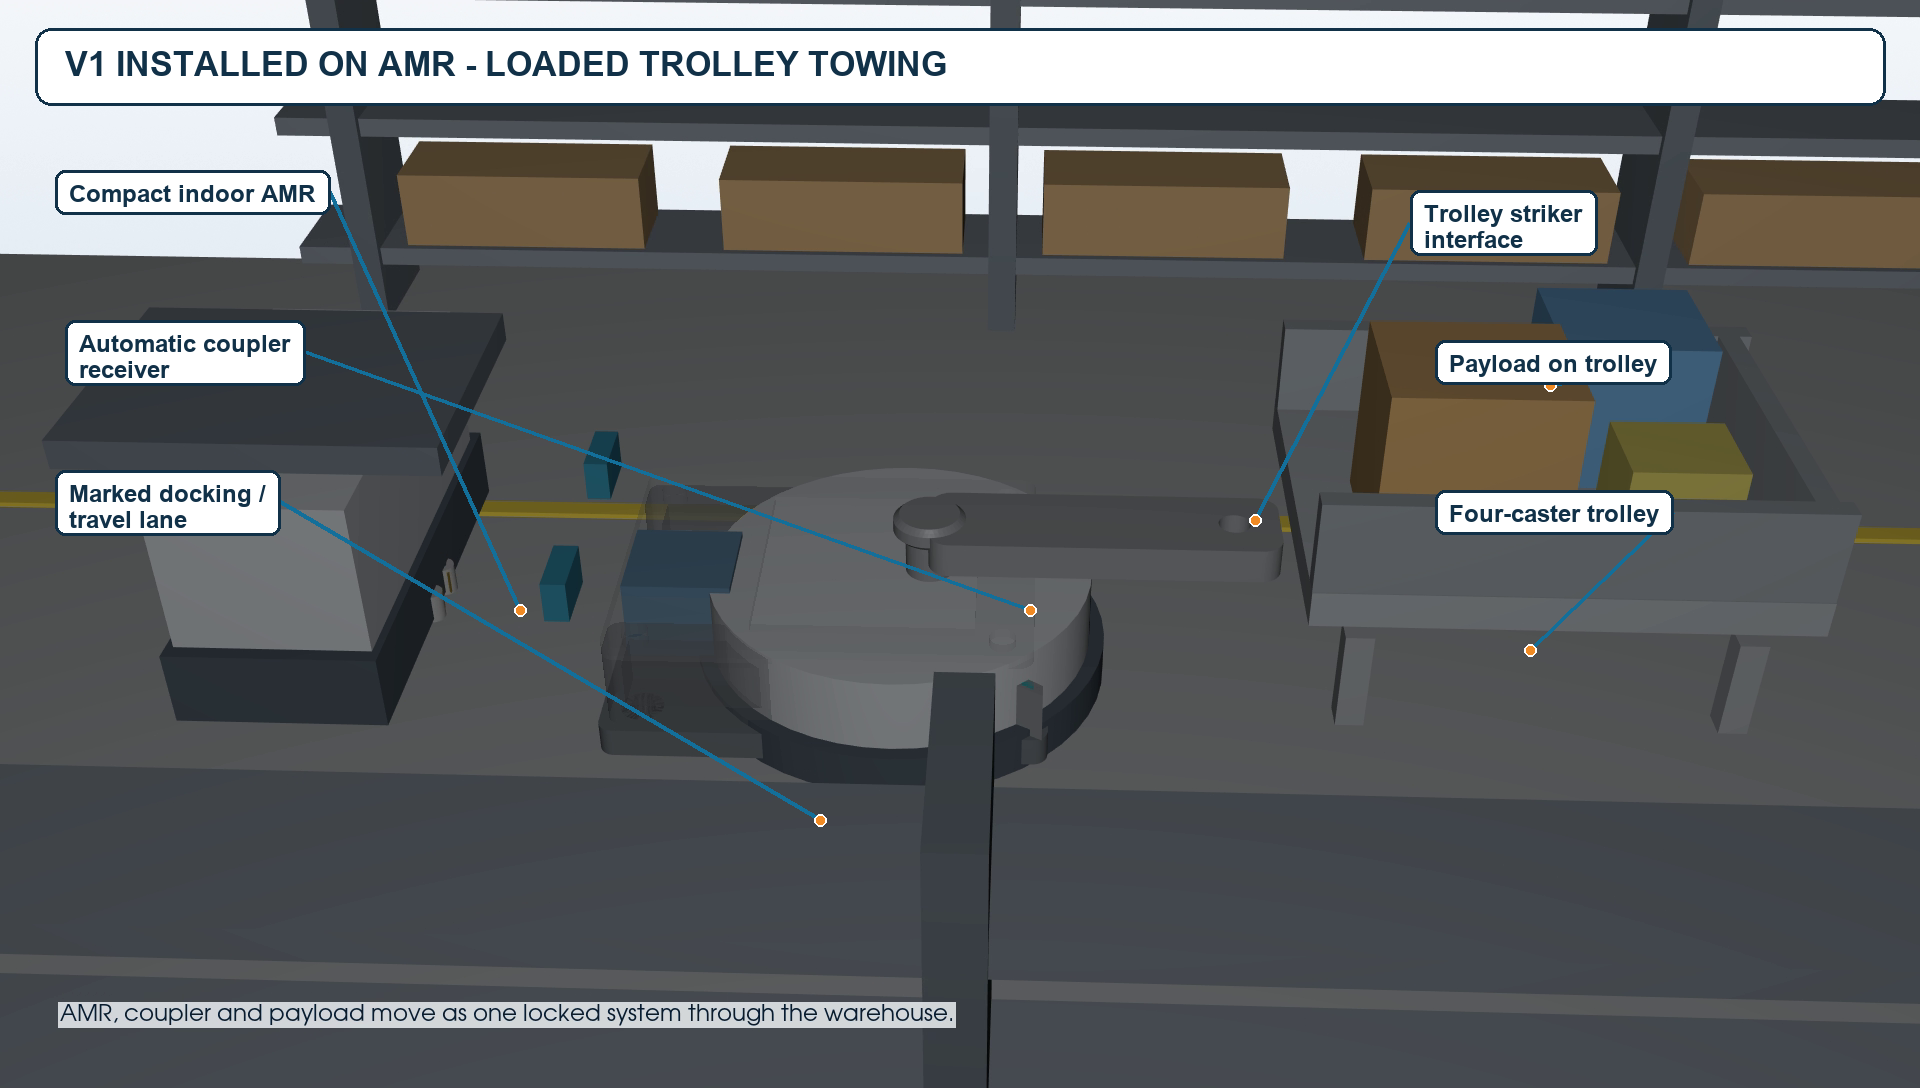 V1 INSTALLED ON AMR - LOADED TROLLEY TOWING
Compact indoor AMR
Trolley striker
interface
Automatic coupler
receiver
Payload on trolley
Marked docking /
travel lane
Four-caster trolley
AMR, coupler and payload move as one locked system through the warehouse.